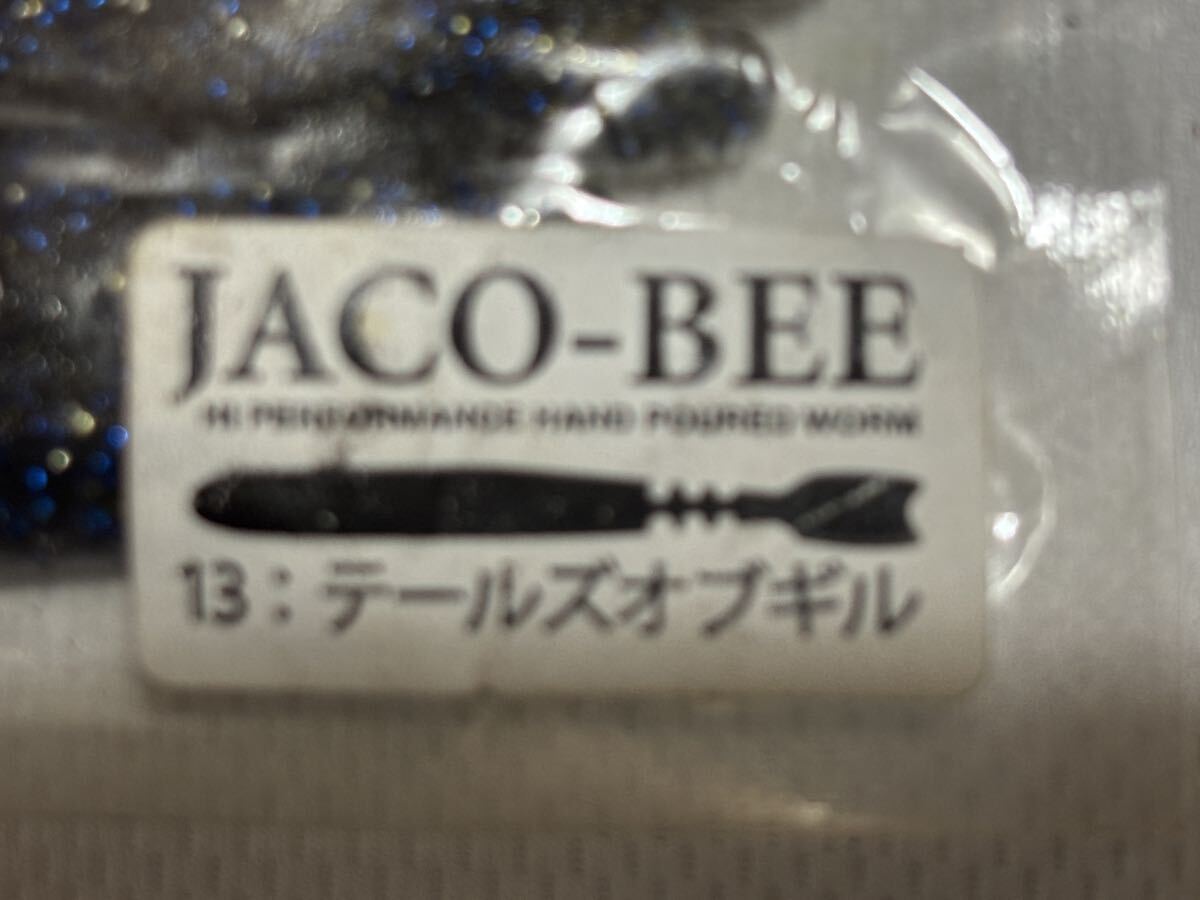 JACO-BEE
HI PERFORMANCE HAND POURED WORM
13：テールズオブギル